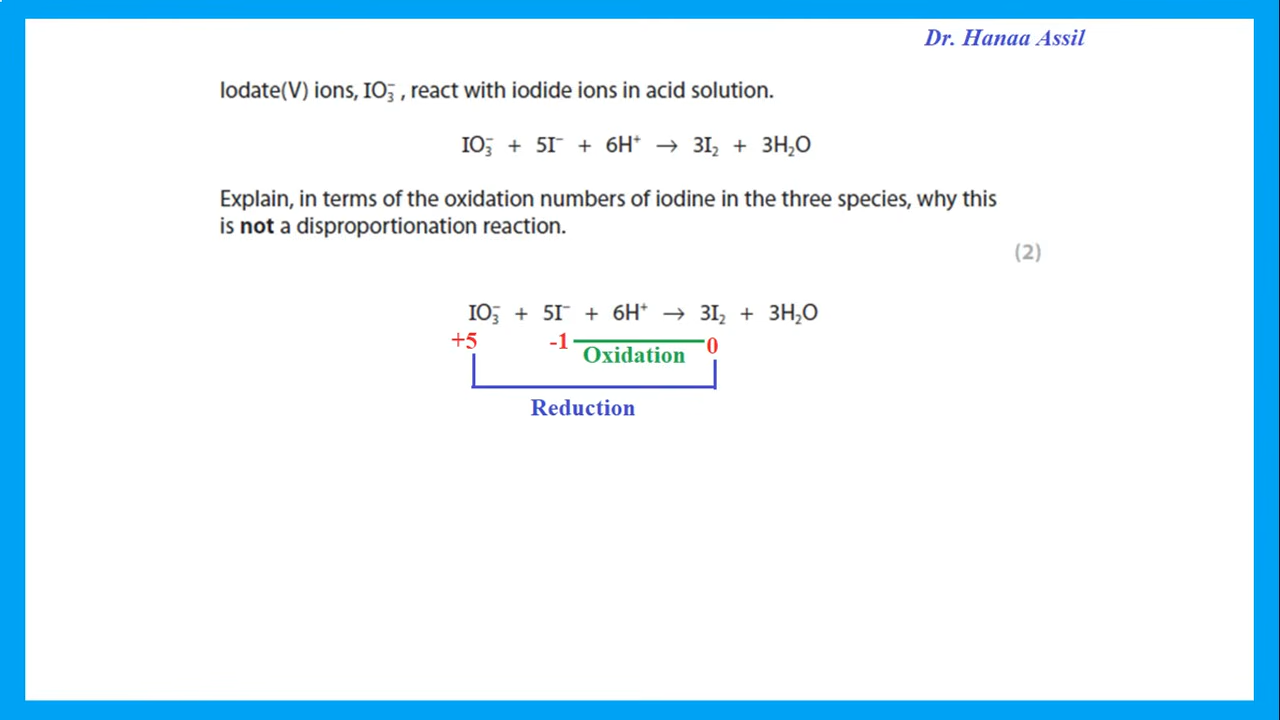 Dr. Hanaa Assil
Iodate(V) ions, IO₃⁻ , react with iodide ions in acid solution.
IO₃⁻ + 5I⁻ + 6H⁺ → 3I₂ + 3H₂O
Explain, in terms of the oxidation numbers of iodine in the three species, why this
is not a disproportionation reaction.
(2)
IO₃⁻ + 5I⁻ + 6H⁺ → 3I₂ + 3H₂O
+5 -1 0
Oxidation
Reduction